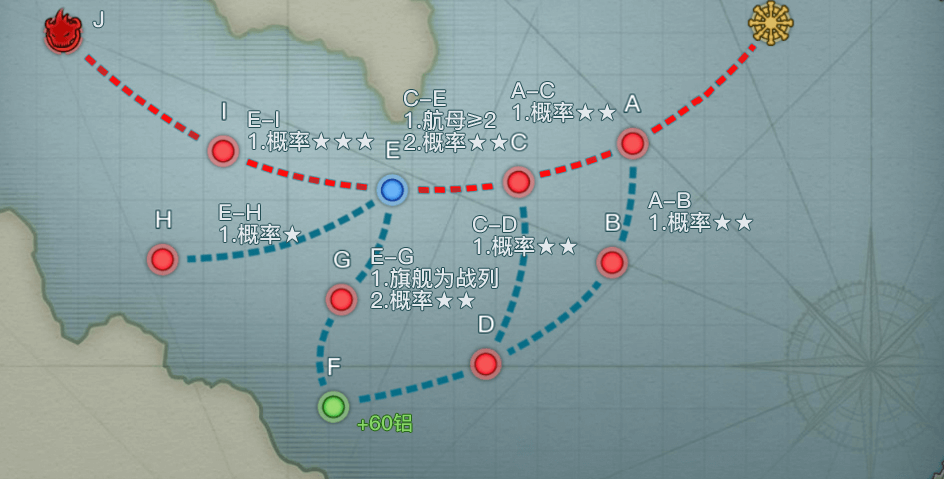 J
A-C
1.概率★★
A
C-E
1.航母≥2
2.概率★★
C
I
E-I
1.概率★★★
E
H
E-H
1.概率★
A-B
1.概率★★
B
C-D
1.概率★★
G
E-G
1.旗舰为战列
2.概率★★
D
F
+60铝